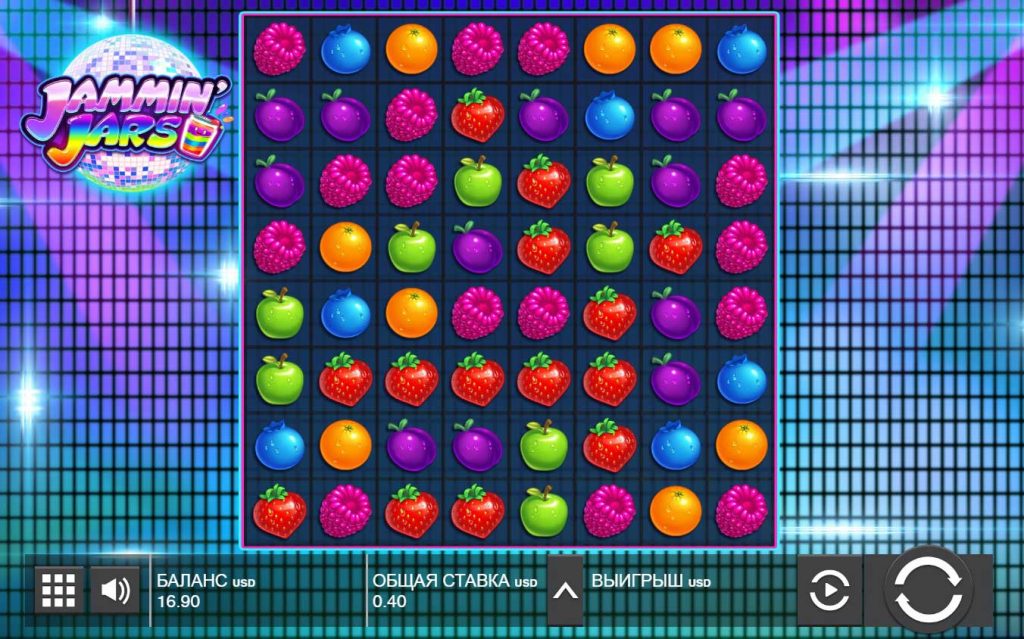 JAMMIN'
JARS
БАЛАНС USD
16.90
ОБЩАЯ СТАВКА USD
0.40
ВЫИГРЫШ USD